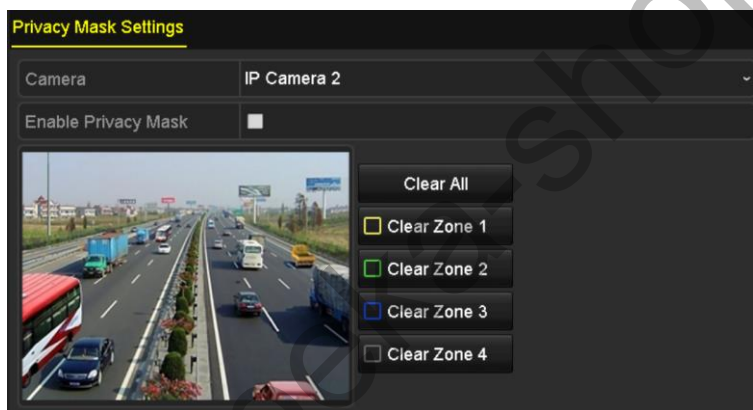 Privacy Mask Settings
Camera IP Camera 2
Enable Privacy Mask
Clear All
Clear Zone 1
Clear Zone 2
Clear Zone 3
Clear Zone 4